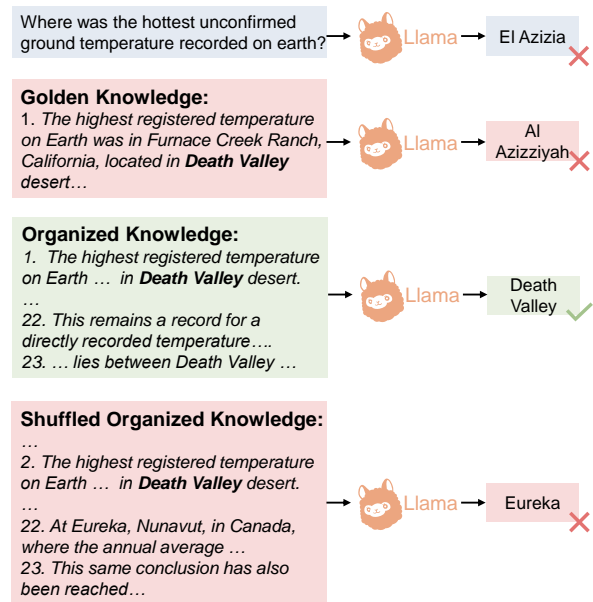 Where was the hottest unconfirmed
ground temperature recorded on earth?
Llama
El Azizia
Golden Knowledge:
1. The highest registered temperature
on Earth was in Furnace Creek Ranch,
California, located in Death Valley
desert…
Llama
Al
Azizziyah
Organized Knowledge:
1. The highest registered temperature
on Earth … in Death Valley desert.
…
22. This remains a record for a
directly recorded temperature….
23. … lies between Death Valley …
Llama
Death
Valley
Shuffled Organized Knowledge:
…
2. The highest registered temperature
on Earth … in Death Valley desert.
…
22. At Eureka, Nunavut, in Canada,
where the annual average …
23. This same conclusion has also
been reached…
Llama
Eureka